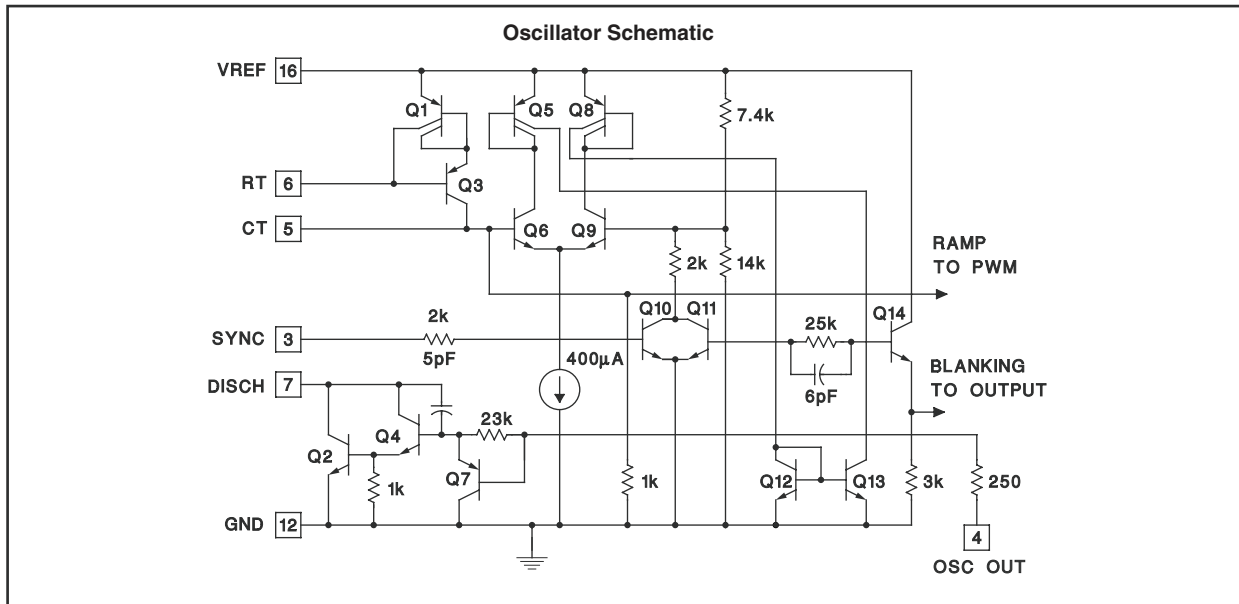 Oscillator Schematic
VREF 16
Q1
Q5
Q8
7.4k
RT 6
Q3
CT 5
Q6
Q9
2k
14k
RAMP
TO PWM
Q10
Q11
SYNC 3
2k
5pF
400µA
25k
6pF
Q14
DISCH 7
BLANKING
TO OUTPUT
Q4
23k
Q2
1k
Q7
1k
Q12
Q13
3k
250
GND 12
4
OSC OUT